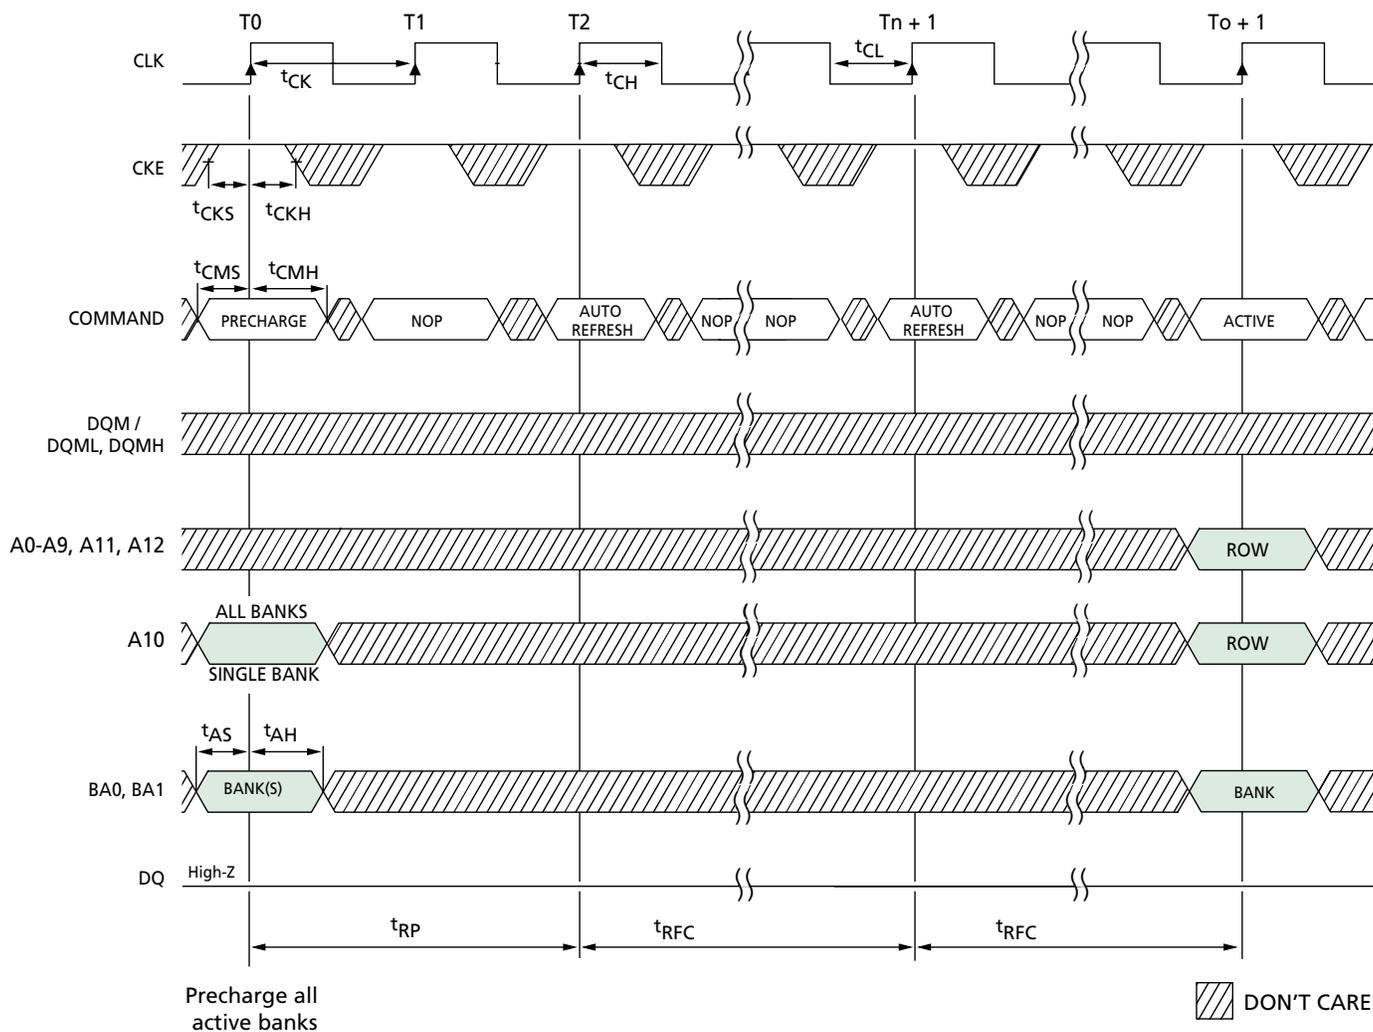 T0 T1 T2 Tn + 1 To + 1
CLK
tCK tCH tCL
CKE
tCKS tCKH
tCMS tCMH
COMMAND PRECHARGE NOP AUTO REFRESH NOP NOP AUTO REFRESH NOP NOP ACTIVE
DQM /
DQML, DQMH
A0-A9, A11, A12 ROW
ALL BANKS
A10 ROW
SINGLE BANK
tAS tAH
BA0, BA1 BANK(S) BANK
DQ High-Z
tRP tRFC tRFC
Precharge all
active banks
DON'T CARE